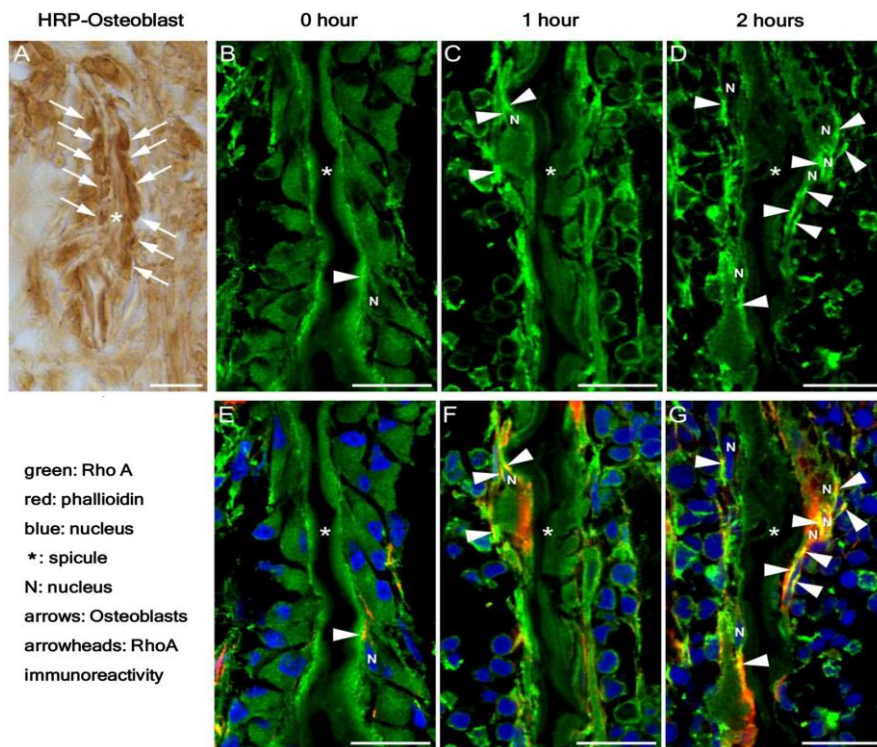 HRP-Osteoblast 0 hour 1 hour 2 hours
A B C D
* * * *
N N N N N N N
E F G
* * *
N N N N N N N
green: Rho A
red: phallioidin
blue: nucleus
*: spicule
N: nucleus
arrows: Osteoblasts
arrowheads: RhoA
immunoreactivity